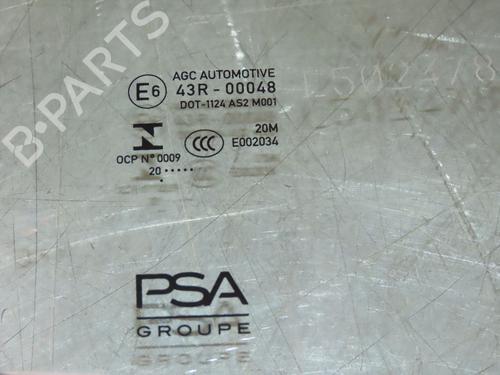 B-PARTS
AGC AUTOMOTIVE
E6 43R - 00048
DOT-1124 AS2 M001
20M
CCC E002034
OCP N° 0009
20 •••••
•
PSA
GROUPE